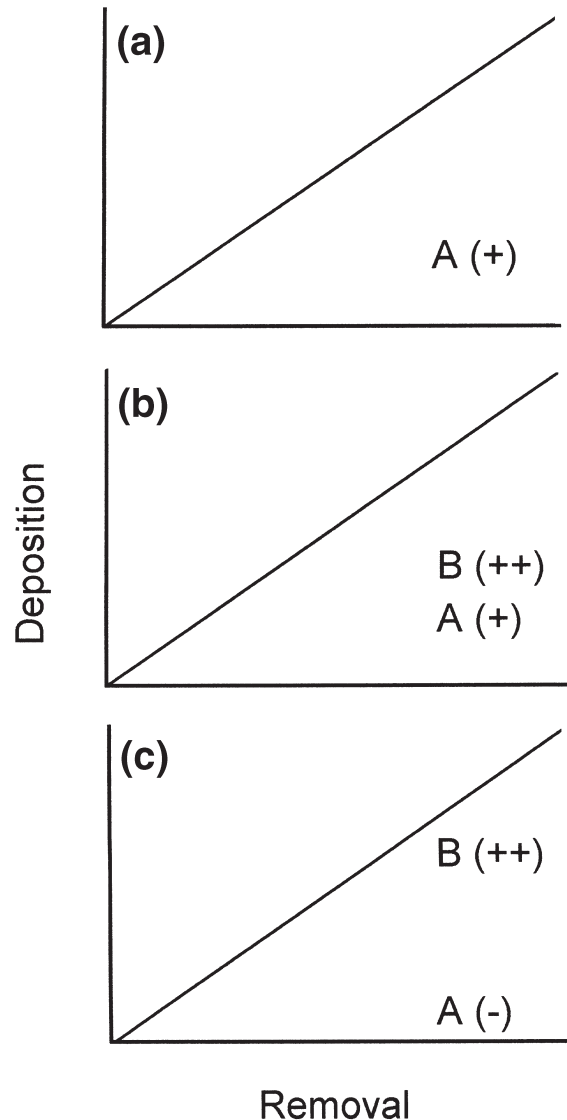 (a)
A (+)
(b)
Deposition
B (++)
A (+)
(c)
B (++)
A (-)
Removal